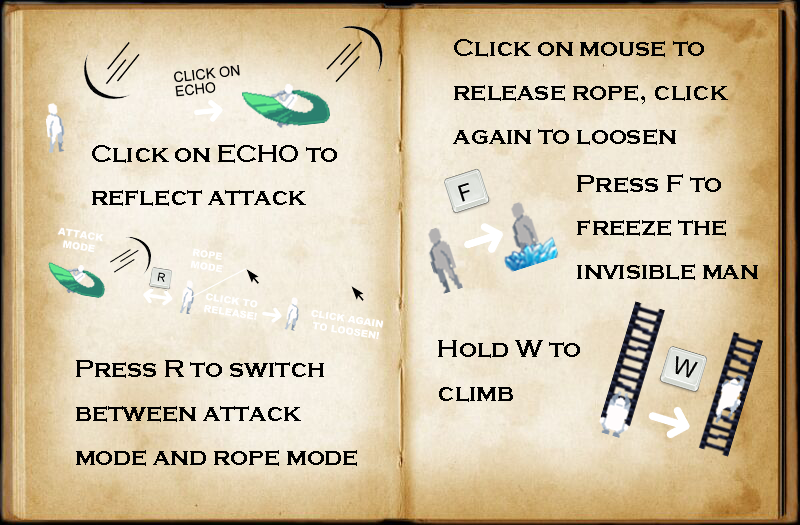 CLICK ON
ECHO
CLICK ON ECHO TO
REFLECT ATTACK
ATTACK
MODE
R
ROPE
MODE
CLICK TO
RELEASE!
CLICK AGAIN
TO LOOSEN!
PRESS R TO SWITCH
BETWEEN ATTACK
MODE AND ROPE MODE
CLICK ON MOUSE TO
RELEASE ROPE, CLICK
AGAIN TO LOOSEN
F
PRESS F TO
FREEZE THE
INVISIBLE MAN
HOLD W TO
CLIMB
W